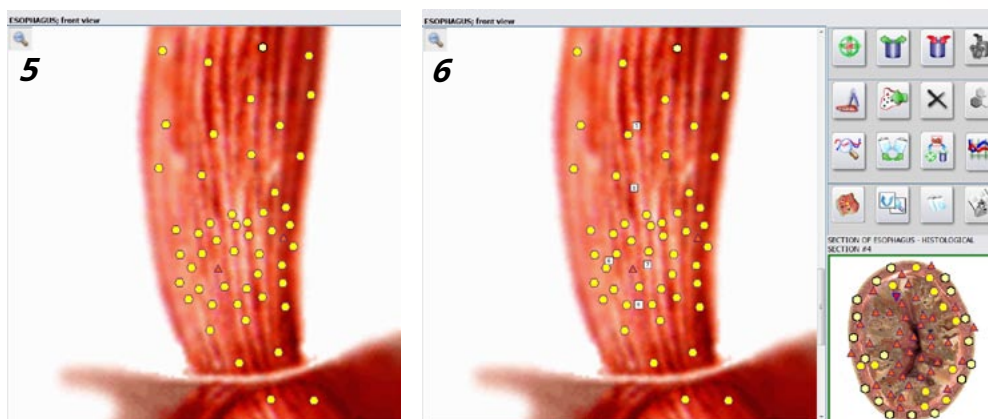 ESOPHAGUS; front view
5
ESOPHAGUS; front view
6
SECTION OF ESOPHAGUS - HISTOLOGICAL
SECTION #4